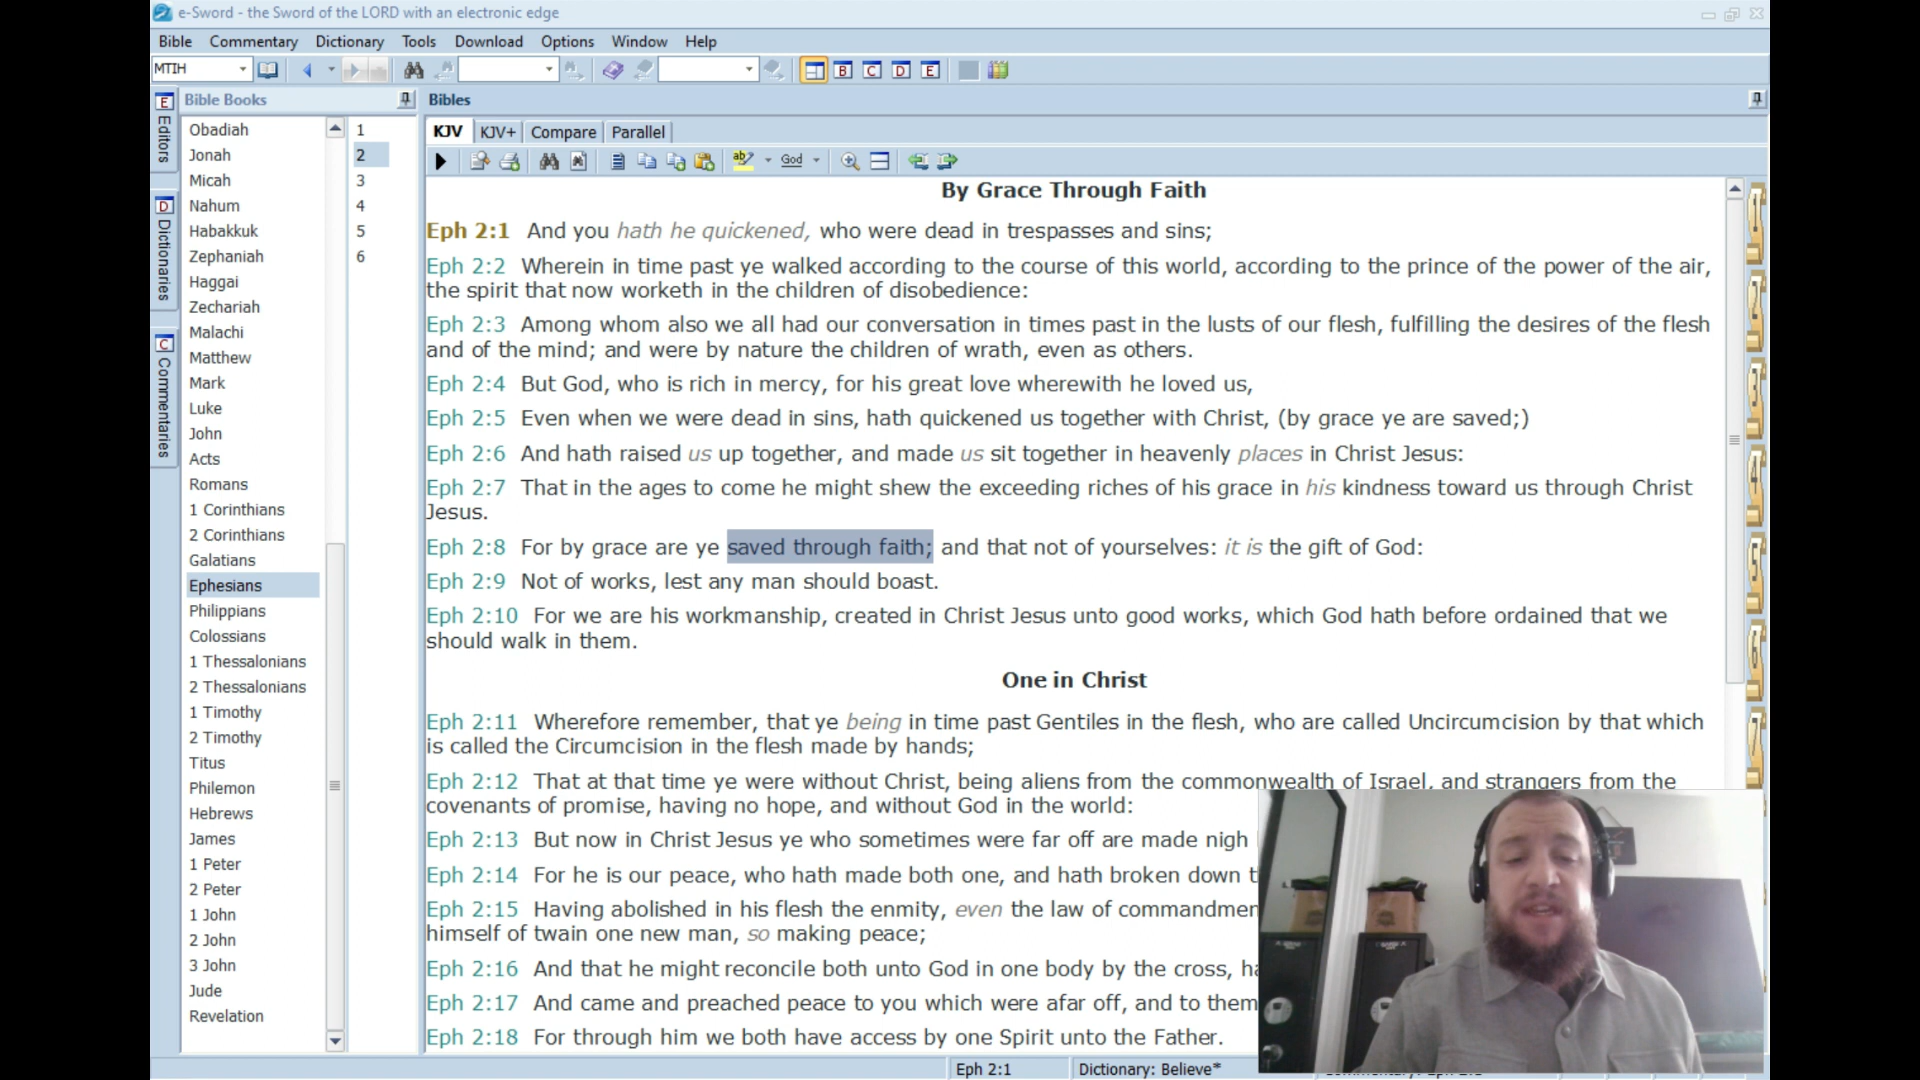 e-Sword - the Sword of the LORD with an electronic edge
Bible Commentary Dictionary Tools Download Options Window Help
MTIH
B C D E
E Editors
D Dictionaries
C Commentaries
Bible Books
Obadiah
Jonah
Micah
Nahum
Habakkuk
Zephaniah
Haggai
Zechariah
Malachi
Matthew
Mark
Luke
John
Acts
Romans
1 Corinthians
2 Corinthians
Galatians
Ephesians
Philippians
Colossians
1 Thessalonians
2 Thessalonians
1 Timothy
2 Timothy
Titus
Philemon
Hebrews
James
1 Peter
2 Peter
1 John
2 John
3 John
Jude
Revelation
1
2
3
4
5
6
Bibles
KJV KJV+ Compare Parallel
ab God
By Grace Through Faith
Eph 2:1 And you hath he quickened, who were dead in trespasses and sins;
Eph 2:2 Wherein in time past ye walked according to the course of this world, according to the prince of the power of the air,
the spirit that now worketh in the children of disobedience:
Eph 2:3 Among whom also we all had our conversation in times past in the lusts of our flesh, fulfilling the desires of the flesh
and of the mind; and were by nature the children of wrath, even as others.
Eph 2:4 But God, who is rich in mercy, for his great love wherewith he loved us,
Eph 2:5 Even when we were dead in sins, hath quickened us together with Christ, (by grace ye are saved;)
Eph 2:6 And hath raised us up together, and made us sit together in heavenly places in Christ Jesus:
Eph 2:7 That in the ages to come he might shew the exceeding riches of his grace in his kindness toward us through Christ
Jesus.
Eph 2:8 For by grace are ye saved through faith; and that not of yourselves: it is the gift of God:
Eph 2:9 Not of works, lest any man should boast.
Eph 2:10 For we are his workmanship, created in Christ Jesus unto good works, which God hath before ordained that we
should walk in them.
One in Christ
Eph 2:11 Wherefore remember, that ye being in time past Gentiles in the flesh, who are called Uncircumcision by that which
is called the Circumcision in the flesh made by hands;
Eph 2:12 That at that time ye were without Christ, being aliens from the commonwealth of Israel, and strangers from the
covenants of promise, having no hope, and without God in the world:
Eph 2:13 But now in Christ Jesus ye who sometimes were far off are made nigh
Eph 2:14 For he is our peace, who hath made both one, and hath broken down
Eph 2:15 Having abolished in his flesh the enmity, even the law of
himself of twain one new man, so making peace;
Eph 2:16 And that he might reconcile both unto God in one body by the cross,
Eph 2:17 And came and preached peace to you which were afar off, and to them
Eph 2:18 For through him we both have access by one Spirit unto the Father.
1
2
3
4
5
6
7
Eph 2:1 Dictionary: Believe*